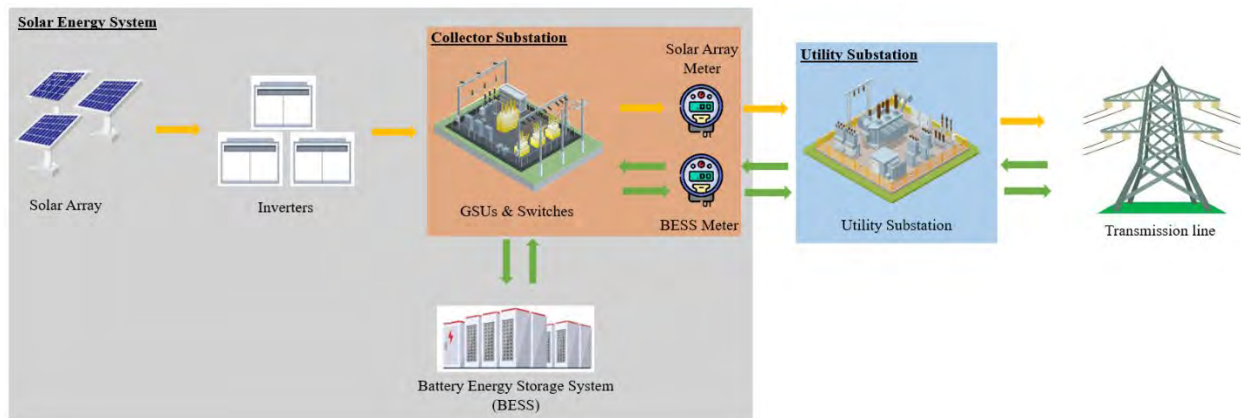 Solar Energy System
Collector Substation
Solar Array
Meter
Utility Substation
Solar Array
Inverters
GSUs & Switches
BESS Meter
Utility Substation
Transmission line
Battery Energy Storage System
(BESS)